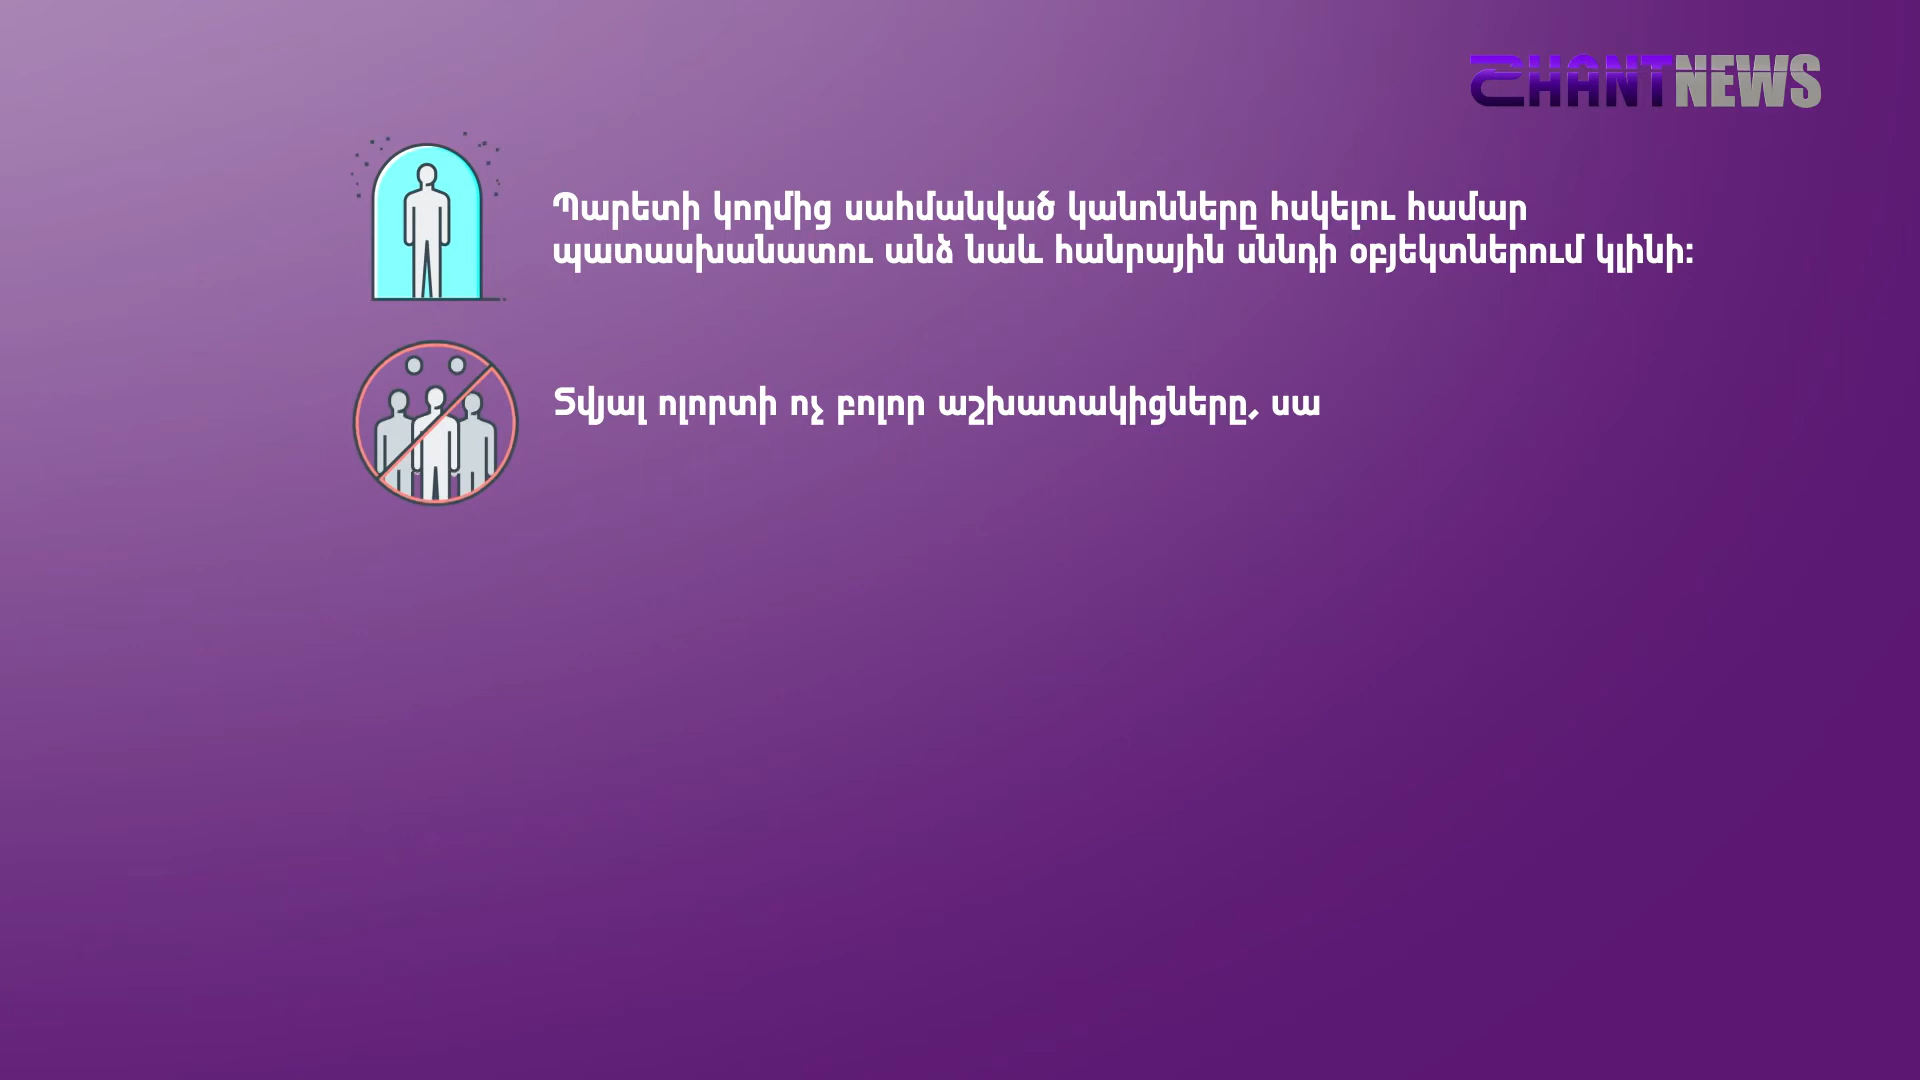 SHANTNEWS
Պարետի կողմից սահմանված կանոնները հսկելու համար
պատասխանատու անձ նաև հանրային սննդի օբյեկտներում կլինի:
Տվյալ ոլորտի ոչ բոլոր աշխատակիցները, սա